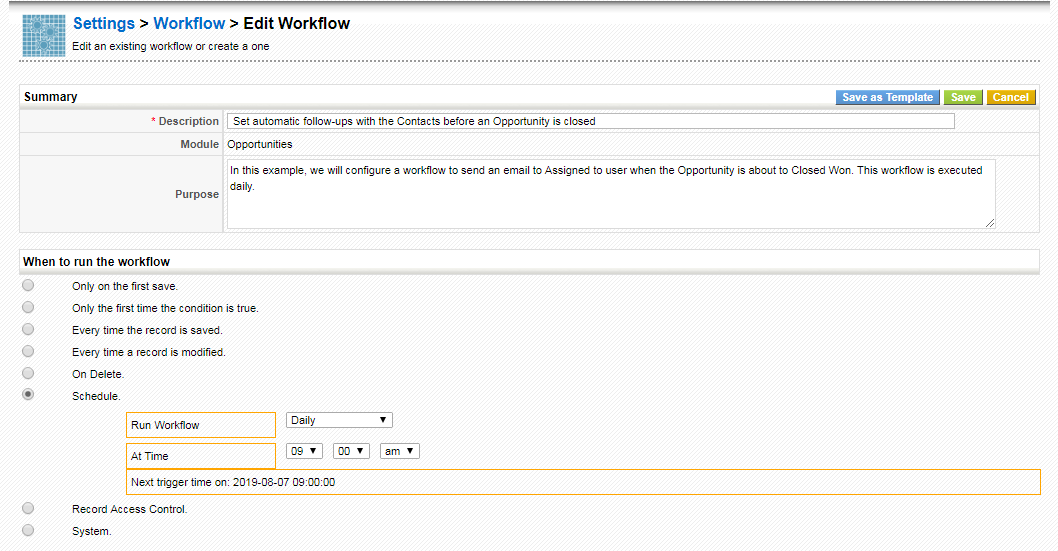 Settings > Workflow > Edit Workflow
Edit an existing workflow or create a one
Summary Save as Template Save Cancel
* Description Set automatic follow-ups with the Contacts before an Opportunity is closed
Module Opportunities
Purpose In this example, we will configure a workflow to send an email to Assigned to user when the Opportunity is about to Closed Won. This workflow is executed
daily.
When to run the workflow
Only on the first save.
Only the first time the condition is true.
Every time the record is saved.
Every time a record is modified.
On Delete.
Schedule.
Run Workflow Daily
At Time 09 00 am
Next trigger time on: 2019-08-07 09:00:00
Record Access Control.
System.